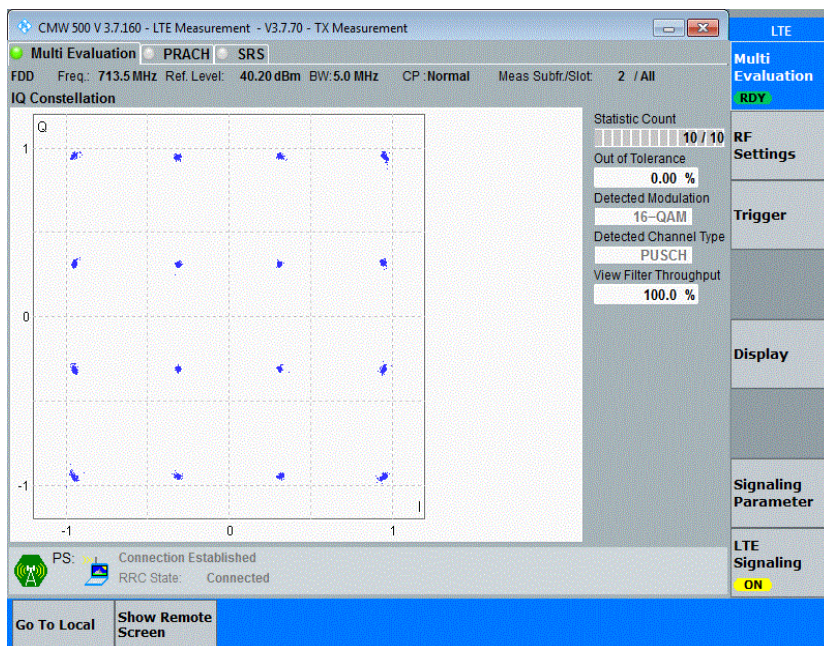 CMW 500 V 3.7.160 - LTE Measurement - V3.7.70 - TX Measurement
LTE
Multi Evaluation PRACH SRS
Multi
Evaluation
RDY
FDD Freq.: 713.5 MHz Ref. Level: 40.20 dBm BW: 5.0 MHz CP : Normal Meas Subfr./Slot: 2 / All
IQ Constellation
Q
1
0
-1
I
-1 0 1
Statistic Count
10 / 10
Out of Tolerance
0.00 %
Detected Modulation
16-QAM
Detected Channel Type
PUSCH
View Filter Throughput
100.0 %
RF
Settings
Trigger
Display
Signaling
Parameter
LTE
Signaling
ON
PS: Connection Established
RRC State: Connected
Go To Local
Show Remote
Screen